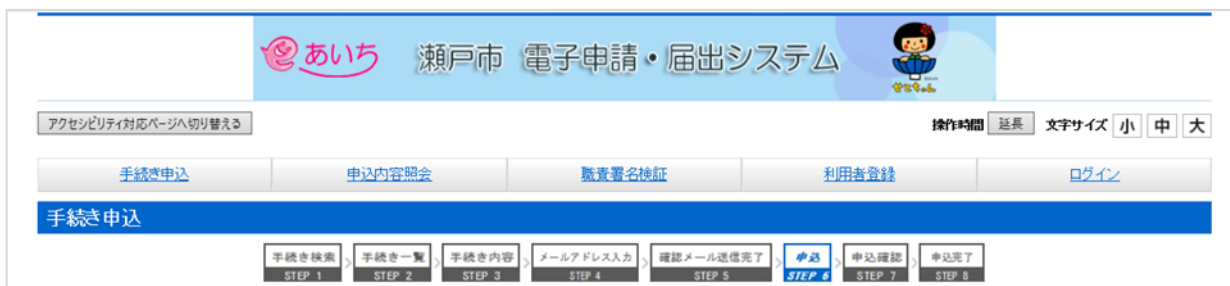 あいち 瀬戸市 電子申請・届出システム
せとちゃん
アクセシビリティ対応ページへ切り替える 操作時間 延長 文字サイズ 小 中 大
手続き申込 申込内容照会 職責署名検証 利用者登録 ログイン
手続き申込
手続き検索 手続き一覧 手続き内容 メールアドレス入力 確認メール送信完了 申込 申込確認 申込完了
STEP 1 STEP 2 STEP 3 STEP 4 STEP 5 STEP 6 STEP 7 STEP 8